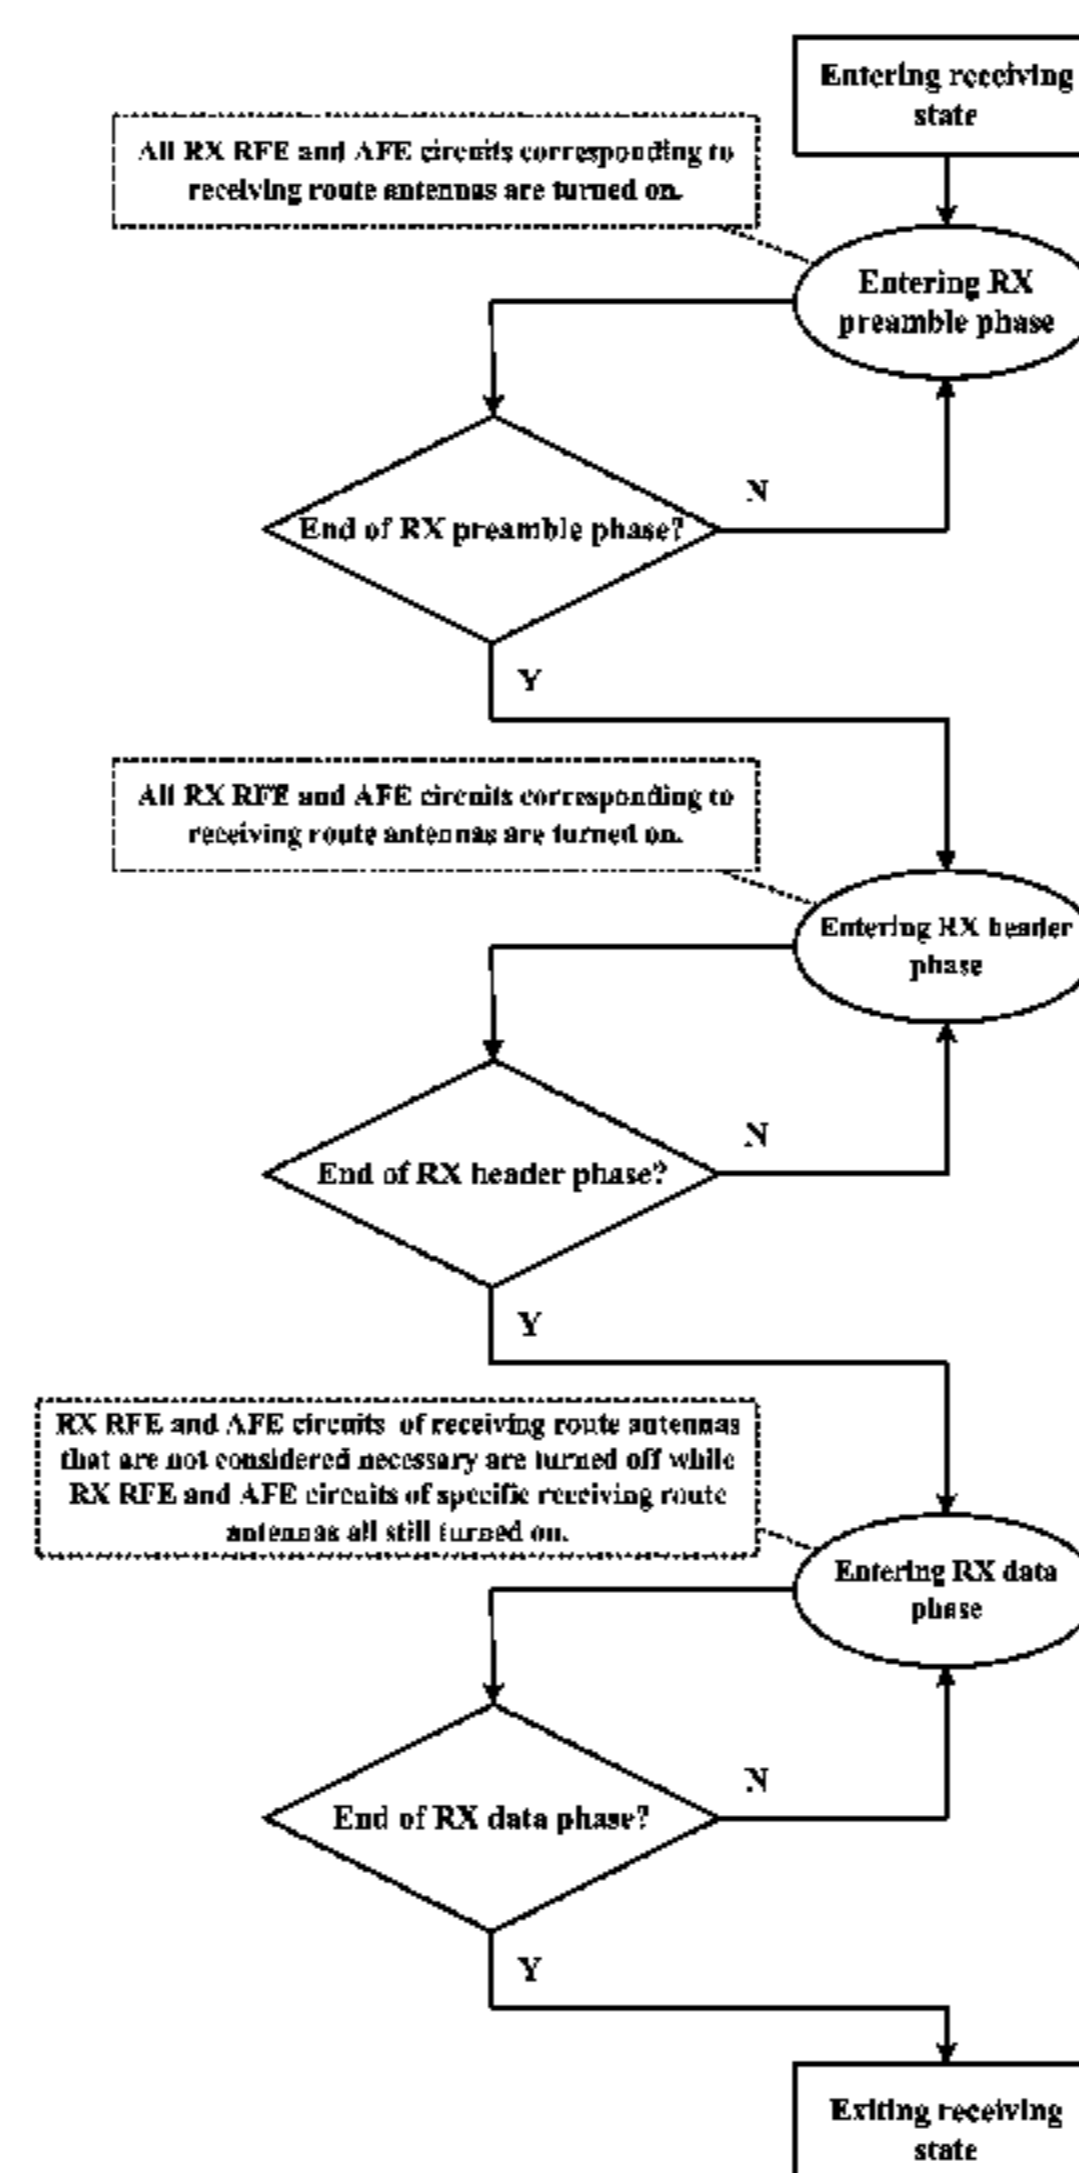 Entering receiving
state
All RX RFE and AFE circuits corresponding to
receiving route antennas are turned on.
Entering RX
preamble phase
N
End of RX preamble phase?
Y
All RX RFE and AFE circuits corresponding to
receiving route antennas are turned on.
Entering RX header
phase
N
End of RX header phase?
Y
RX RFE and AFE circuits of receiving route antennas
that are not considered necessary are turned off while
RX RFE and AFE circuits of specific receiving route
antennas all still turned on.
Entering RX data
phase
N
End of RX data phase?
Y
Exiting receiving
state